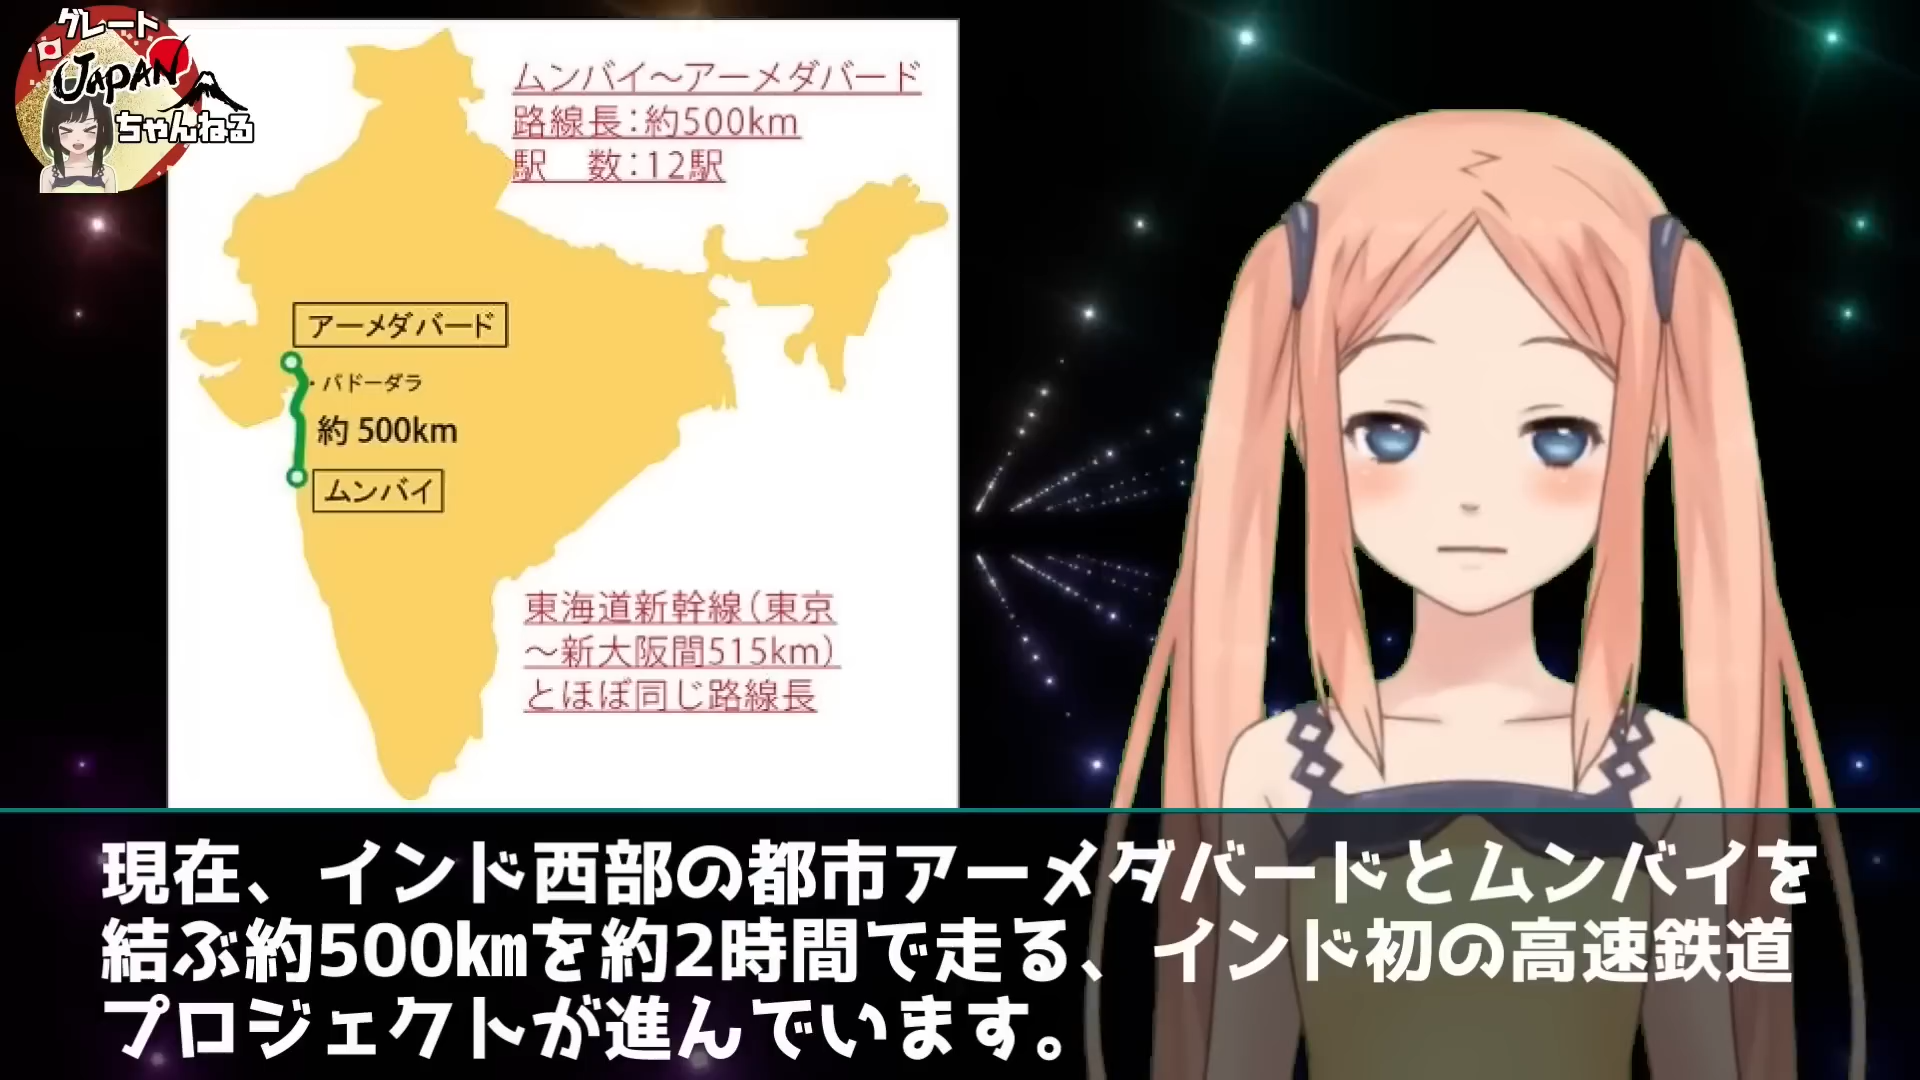 グレート
JAPAN
ちゃんねる
ムンバイ～アーメダバード
路線長：約500km
駅　数：12駅
アーメダバード
・バドーダラ
約 500km
ムンバイ
東海道新幹線（東京
～新大阪間515km）
とほぼ同じ路線長
現在、インド西部の都市アーメダバードとムンバイを
結ぶ約500㎞を約2時間で走る、インド初の高速鉄道
プロジェクトが進んでいます。